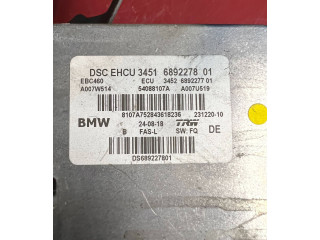 DSC EHCU 3451 6892278 01
EBC460 ECU 3452 6892277 01
A007W514 54088107A A007U519
8107A752843618236 231220-10
BMW 24-08-18 TRW DE
B FAS-L SW: FQ
DS689227801